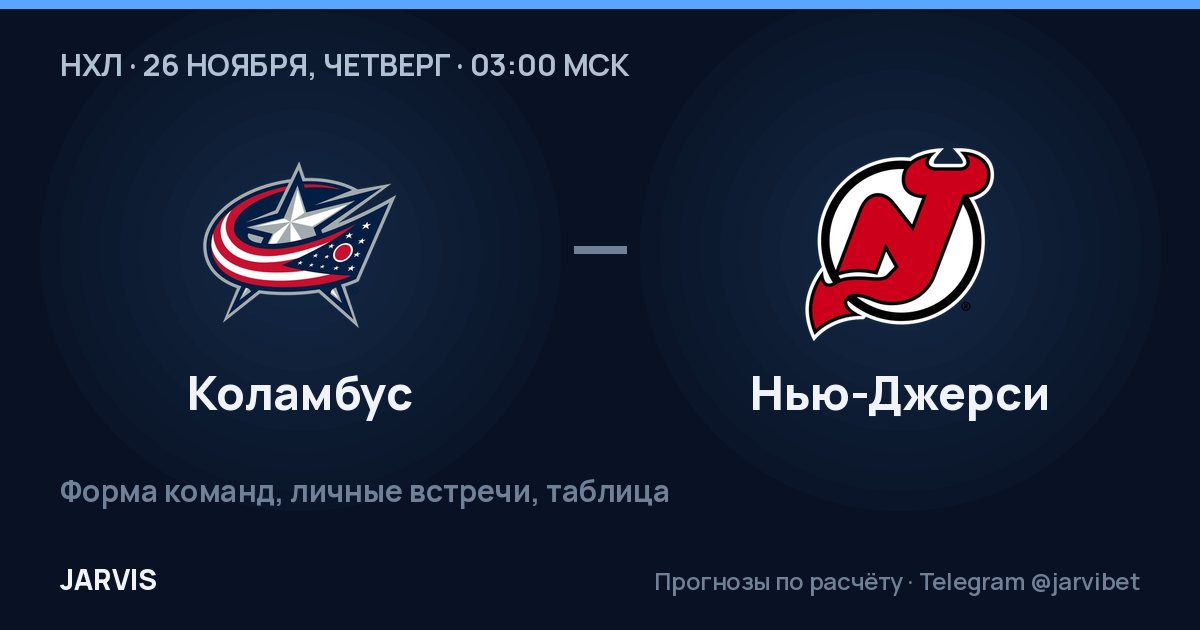 НХЛ · 26 НОЯБРЯ, ЧЕТВЕРГ · 03:00 МСК
—
Коламбус
Нью-Джерси
Форма команд, личные встречи, таблица
JARVIS
Прогнозы по расчёту · Telegram @jarvibet